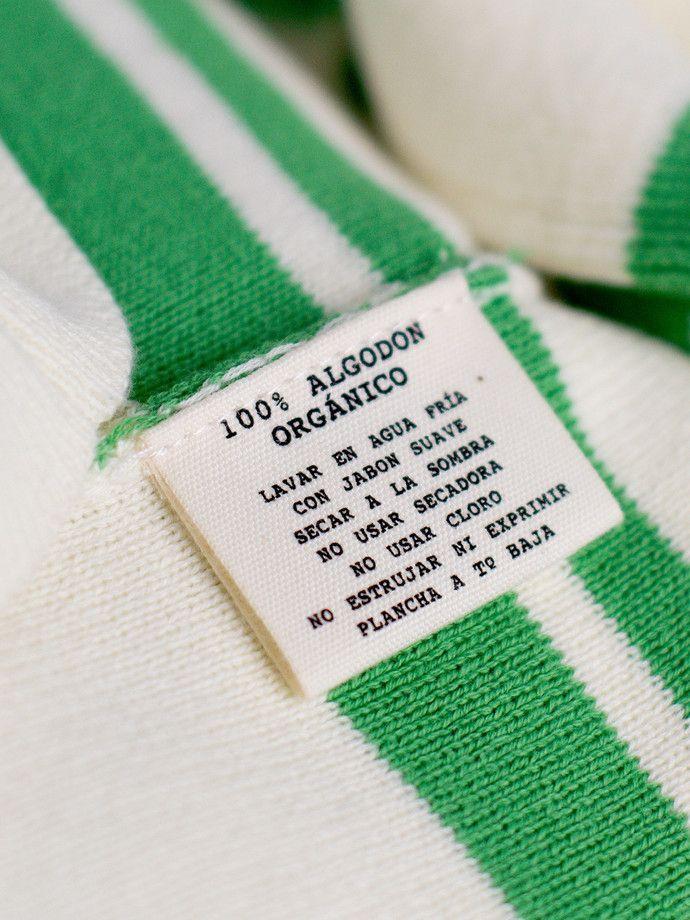 100% ALGODON
ORGÁNICO
LAVAR EN AGUA FRÍA
CON JABON SUAVE
SECAR A LA SOMBRA
NO USAR SECADORA
NO USAR CLORO
NO ESTRUJAR NI EXPRIMIR
PLANCHA A Tº BAJA